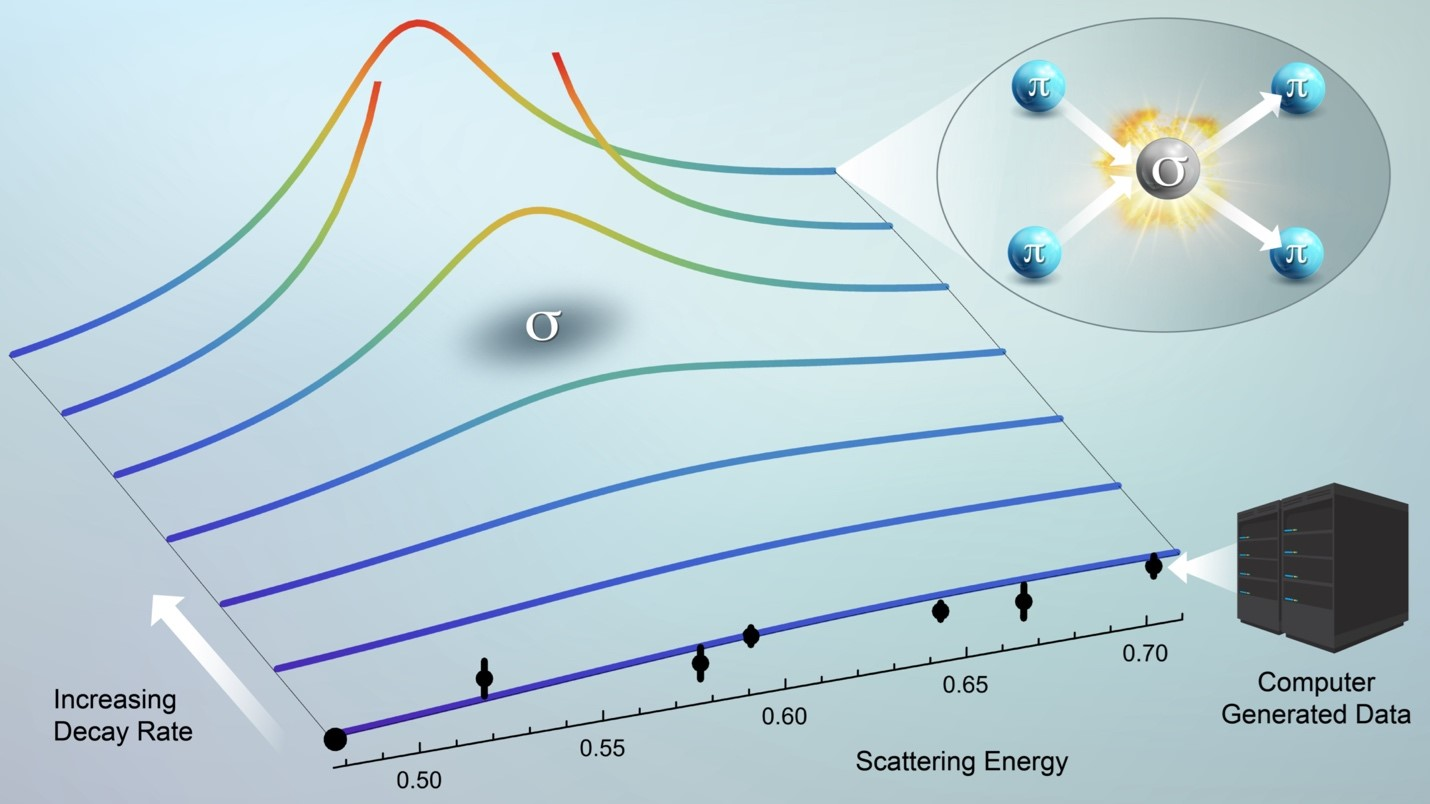 π
π
σ
π
π
σ
Increasing
Decay Rate
0.50
0.55
0.60
0.65
0.70
Scattering Energy
Computer
Generated Data